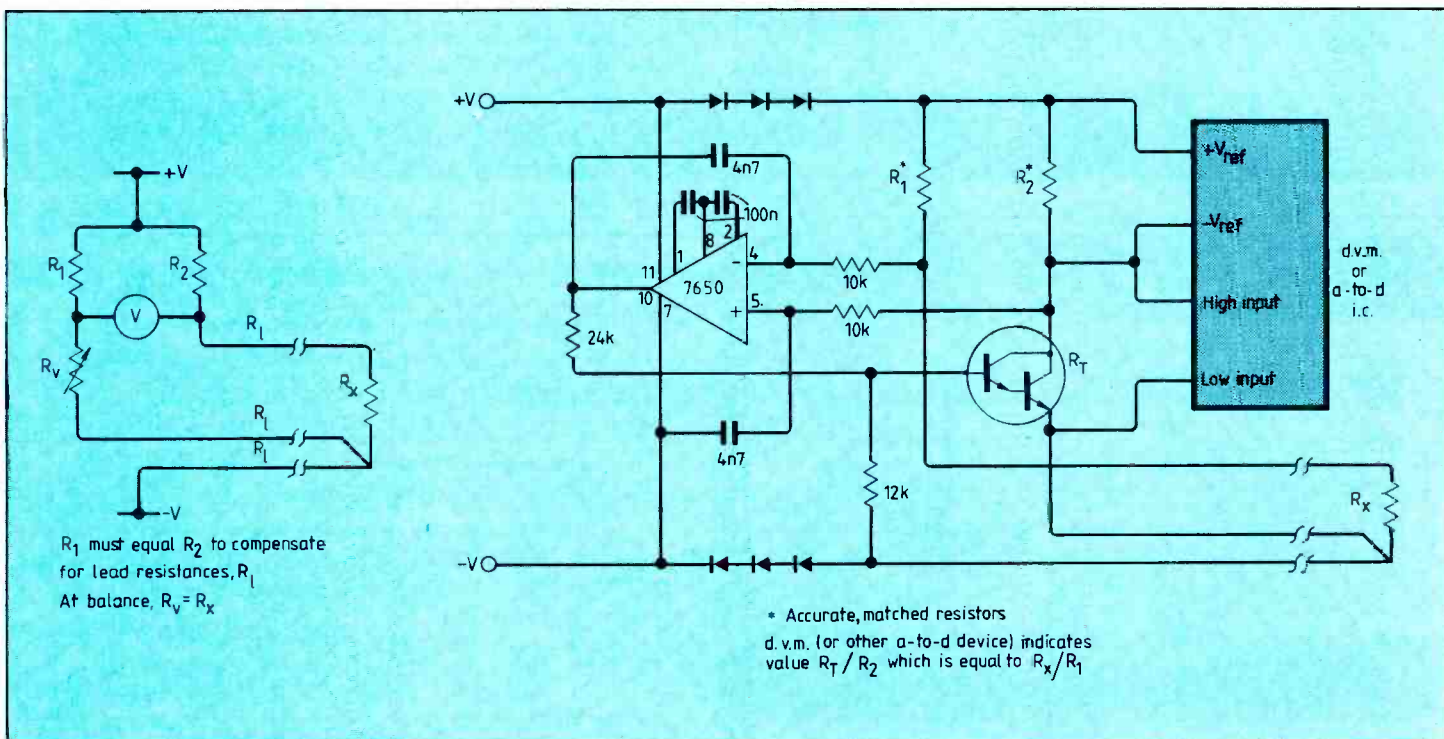 +V
R1
R2
V
Rl
Rv
Rx
Rl
Rl
-V
R1 must equal R2 to compensate
for lead resistances, Rl
At balance, Rv = Rx
+V
4n7
100n
1
8
2
11
4
-
7650
10
7
5.
+
10k
10k
24k
4n7
12k
R1*
R2*
RT
+Vref
-Vref
High input
Low input
d.v.m.
or
a-to-d
i.c.
Rx
-V
* Accurate, matched resistors
d.v.m. (or other a-to-d device) indicates
value RT/R2 which is equal to Rx/R1